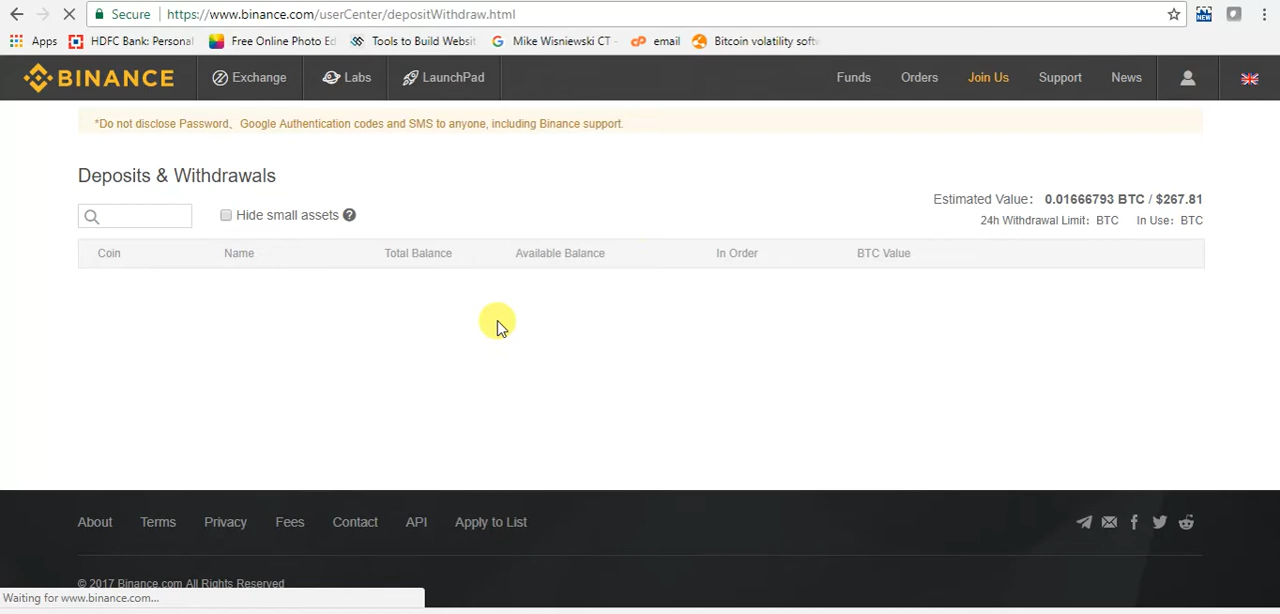 Secure https://www.binance.com/userCenter/depositWithdraw.html
NEW
Apps HDFC Bank: Personal Free Online Photo Ed Tools to Build Websit Mike Wisniewski CT - email Bitcoin volatility softw
BINANCE Exchange Labs LaunchPad Funds Orders Join Us Support News
*Do not disclose Password、Google Authentication codes and SMS to anyone, including Binance support.
Deposits & Withdrawals
Estimated Value： 0.01666793 BTC / $267.81
Hide small assets ?
24h Withdrawal Limit： BTC In Use： BTC
Coin Name Total Balance Available Balance In Order BTC Value
About Terms Privacy Fees Contact API Apply to List
© 2017 Binance.com All Rights Reserved
Waiting for www.binance.com...